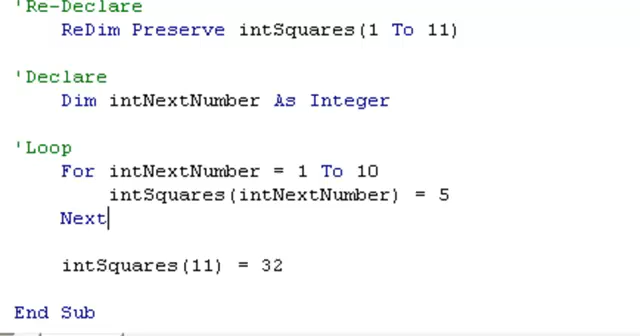 'Re-Declare
ReDim Preserve intSquares(1 To 11)
'Declare
Dim intNextNumber As Integer
'Loop
For intNextNumber = 1 To 10
intSquares(intNextNumber) = 5
Next
intSquares(11) = 32
End Sub